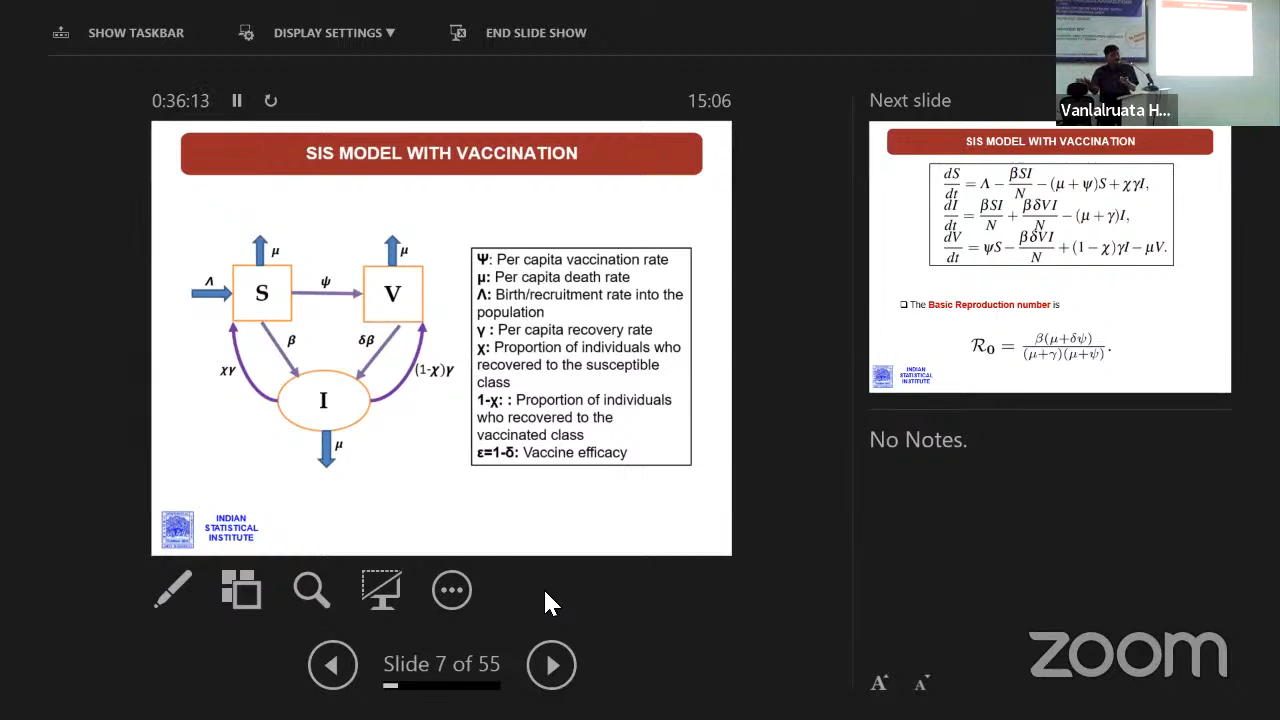 SHOW TASKBAR
DISPLAY SETTINGS ▼
END SLIDE SHOW
0:36:13
15:06
SIS MODEL WITH VACCINATION
μ
μ
Λ
S
ψ
V
β
δβ
χγ
(1-χ)γ
I
μ
Ψ: Per capita vaccination rate
μ: Per capita death rate
Λ: Birth/recruitment rate into the
population
γ : Per capita recovery rate
χ: Proportion of individuals who
recovered to the susceptible
class
1-χ: : Proportion of individuals
who recovered to the
vaccinated class
ε=1-δ: Vaccine efficacy
INDIAN
STATISTICAL
INSTITUTE
Slide 7 of 55
Next slide
SIS MODEL WITH VACCINATION
dS/dt = Λ − βSI/N − (μ + ψ)S + χγI,
dI/dt = βSI/N + βδVI/N − (μ + γ)I,
dV/dt = ψS − βδVI/N + (1 − χ)γI − μV.
The Basic Reproduction number is
R₀ = β(μ+δψ)/(μ+γ)(μ+ψ).
INDIAN
STATISTICAL
INSTITUTE
No Notes.
A A
Vanlalruata H...
zoom